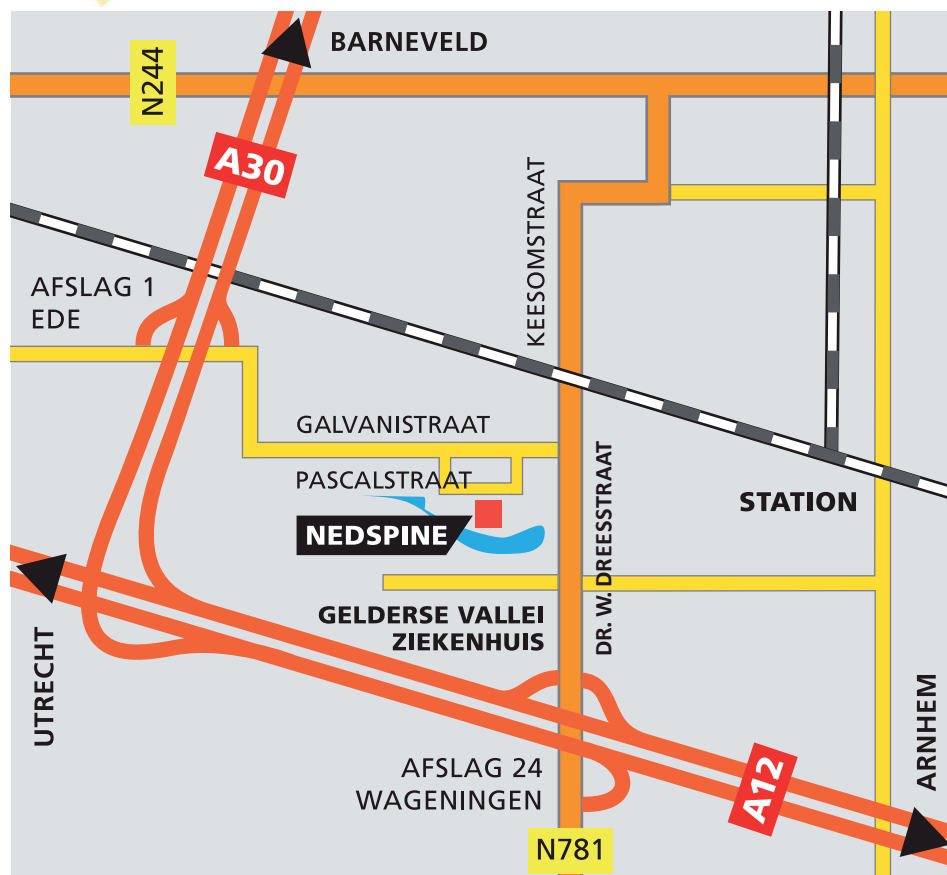 BARNEVELD
N244
A30
KEESOMSTRAAT
AFSLAG 1
EDE
GALVANISTRAAT
PASCALSTRAAT
NEDSPINE
STATION
DR. W. DREESSTRAAT
GELDERSE VALLEI
ZIEKENHUIS
UTRECHT
ARNHEM
AFSLAG 24
WAGENINGEN
A12
N781